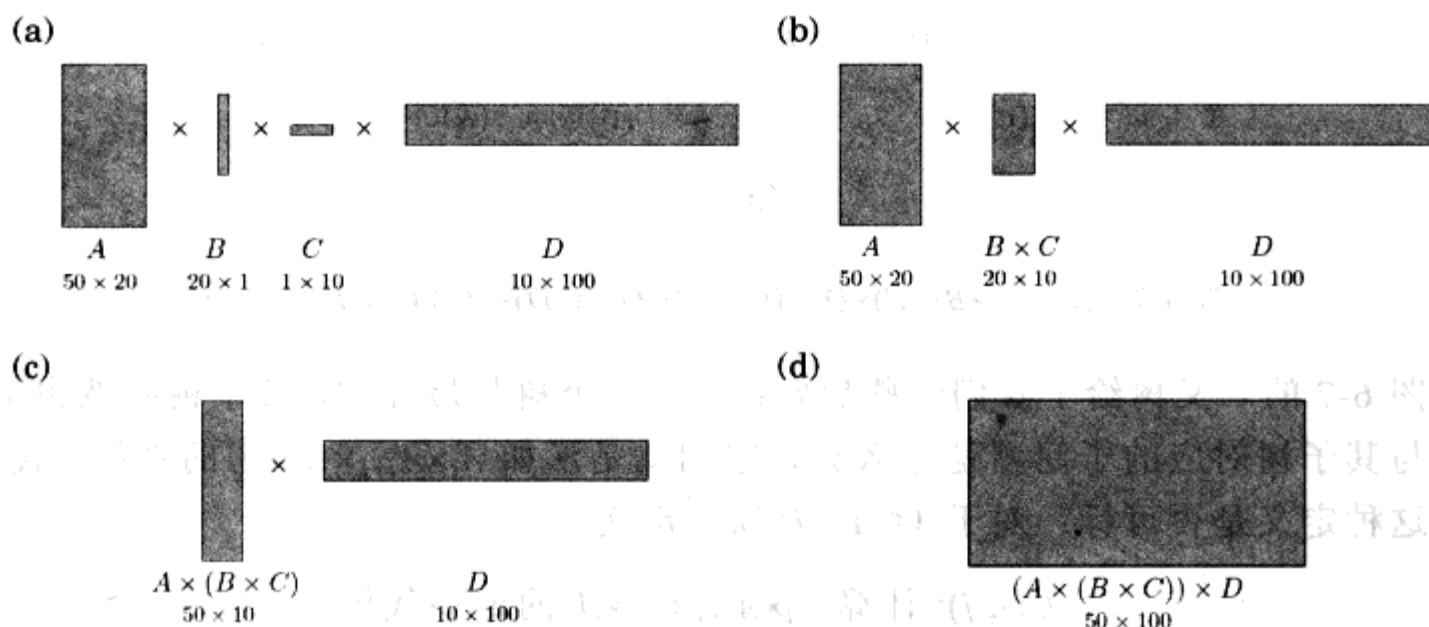 (a)
× × ×
A B C D
50 × 20 20 × 1 1 × 10 10 × 100
(b)
× ×
A B × C D
50 × 20 20 × 10 10 × 100
(c)
×
A × (B × C) D
50 × 10 10 × 100
(d)
(A × (B × C)) × D
50 × 100